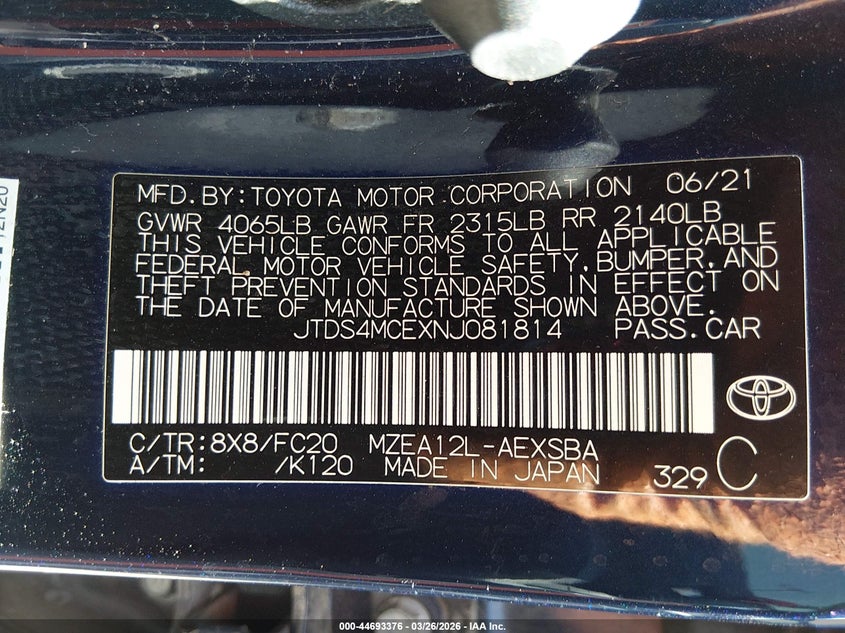 MFD.BY:TOYOTA MOTOR CORPORATION 06/21
GVWR 4065LB GAWR FR 2315LB RR 2140LB
THIS VEHICLE CONFORMS TO ALL APPLICABLE
FEDERAL MOTOR VEHICLE SAFETY,BUMPER,AND
THEFT PREVENTION STANDARDS IN EFFECT ON
THE DATE OF MANUFACTURE SHOWN ABOVE.
JTDS4MCEXNJ081814 PASS.CAR
C/TR:8X8/FC20 MZEA12L-AEXSBA
A/TM: /K120 MADE IN JAPAN 329 C
000-44693376 - 03/26/2026 - IAA Inc.